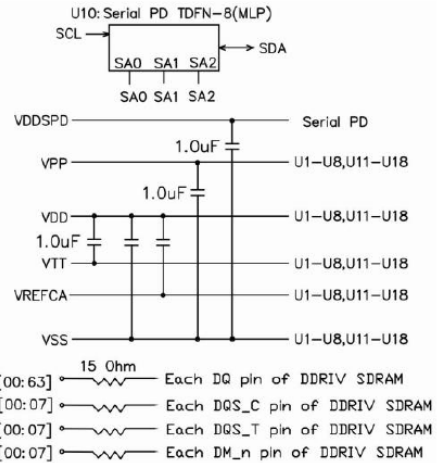 U10: Serial PD TDFN-8(MLP)
SCL
SDA
SA0 SA1 SA2
SA0 SA1 SA2
VDDSPD Serial PD
1.0uF
VPP U1-U8,U11-U18
1.0uF
VDD U1-U8,U11-U18
1.0uF
VTT U1-U8,U11-U18
VREFCA U1-U8,U11-U18
VSS U1-U8,U11-U18
15 Ohm
[00:63] Each DQ pin of DDRIV SDRAM
[00:07] Each DQS_C pin of DDRIV SDRAM
[00:07] Each DQS_T pin of DDRIV SDRAM
[00:07] Each DM_n pin of DDRIV SDRAM